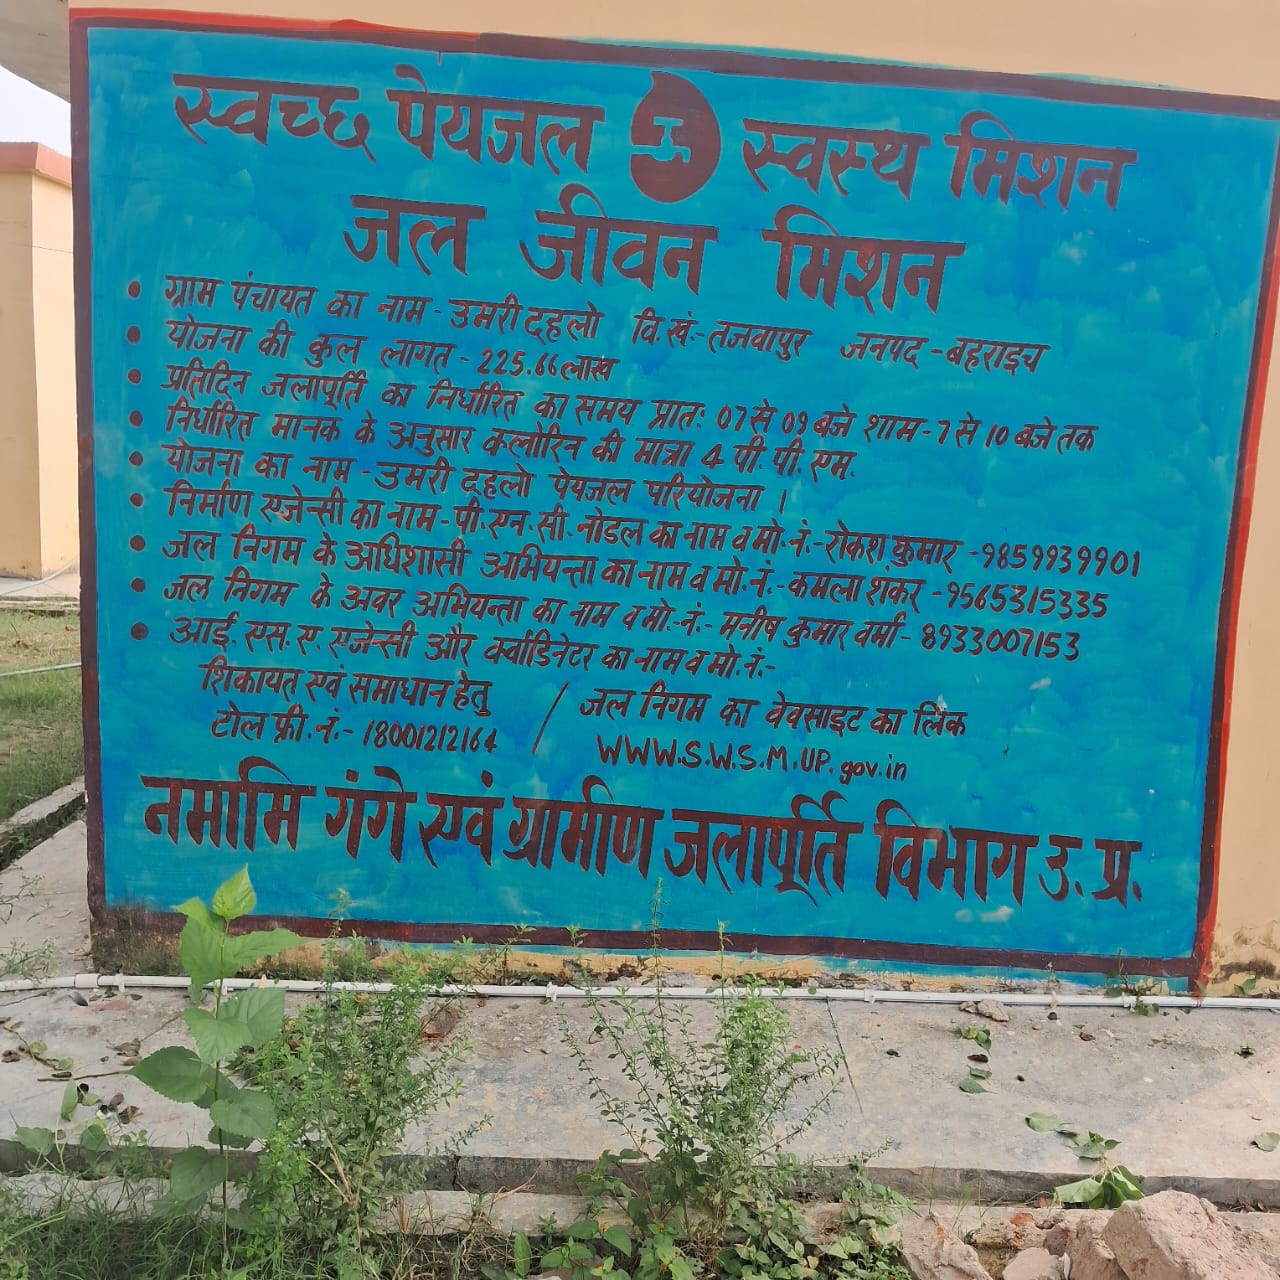 स्वच्छ पेयजल स्वस्थ मिशन
जल जीवन मिशन
• ग्राम पंचायत का नाम - उमरी दहलो वि.खं.- तजवापुर जनपद - बहराइच
• योजना की कुल लागत - 225.66 लाख
• प्रतिदिन जलापूर्ति का निर्धारित का समय प्रातः 07 से 09 बजे शाम - 7 से 10 बजे तक
• निर्धारित मानक के अनुसार क्लोरिन की मात्रा 4 पी. पी. एम.
• योजना का नाम - उमरी दहलो पेयजल परियोजना ।
• निर्माण एजेन्सी का नाम - पी. एन. सी. नोडल का नाम व मो. नं.- रोकश कुमार - 9859939901
• जल निगम के अधिशासी अभियन्ता का नाम व मो. नं.- कमला शंकर - 9565315335
• जल निगम के अवर अभियन्ता का नाम व मो.- नं.- मनीष कुमार वर्मा - 8933007153
• आई. एस. ए. एजेन्सी और क्वाडिनेटर का नाम व मो. नं.-
शिकायत एवं समाधान हेतु / जल निगम का वेवसाइट का लिंक
टोल फ्री. नं.- 18001212164 WWW.S.W.S.M.UP.gov.in
नमामि गंगे एवं ग्रामीण जलापूर्ति विभाग उ. प्र.